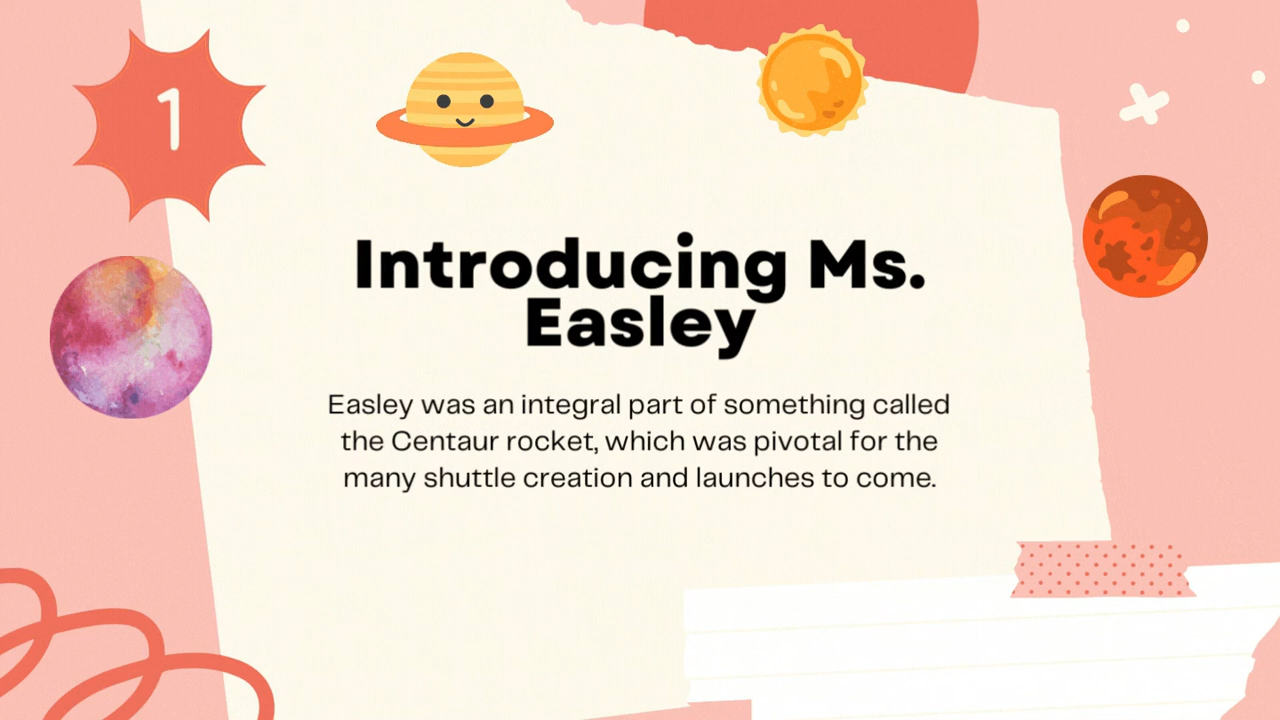 1
Introducing Ms.
Easley
Easley was an integral part of something called
the Centaur rocket, which was pivotal for the
many shuttle creation and launches to come.